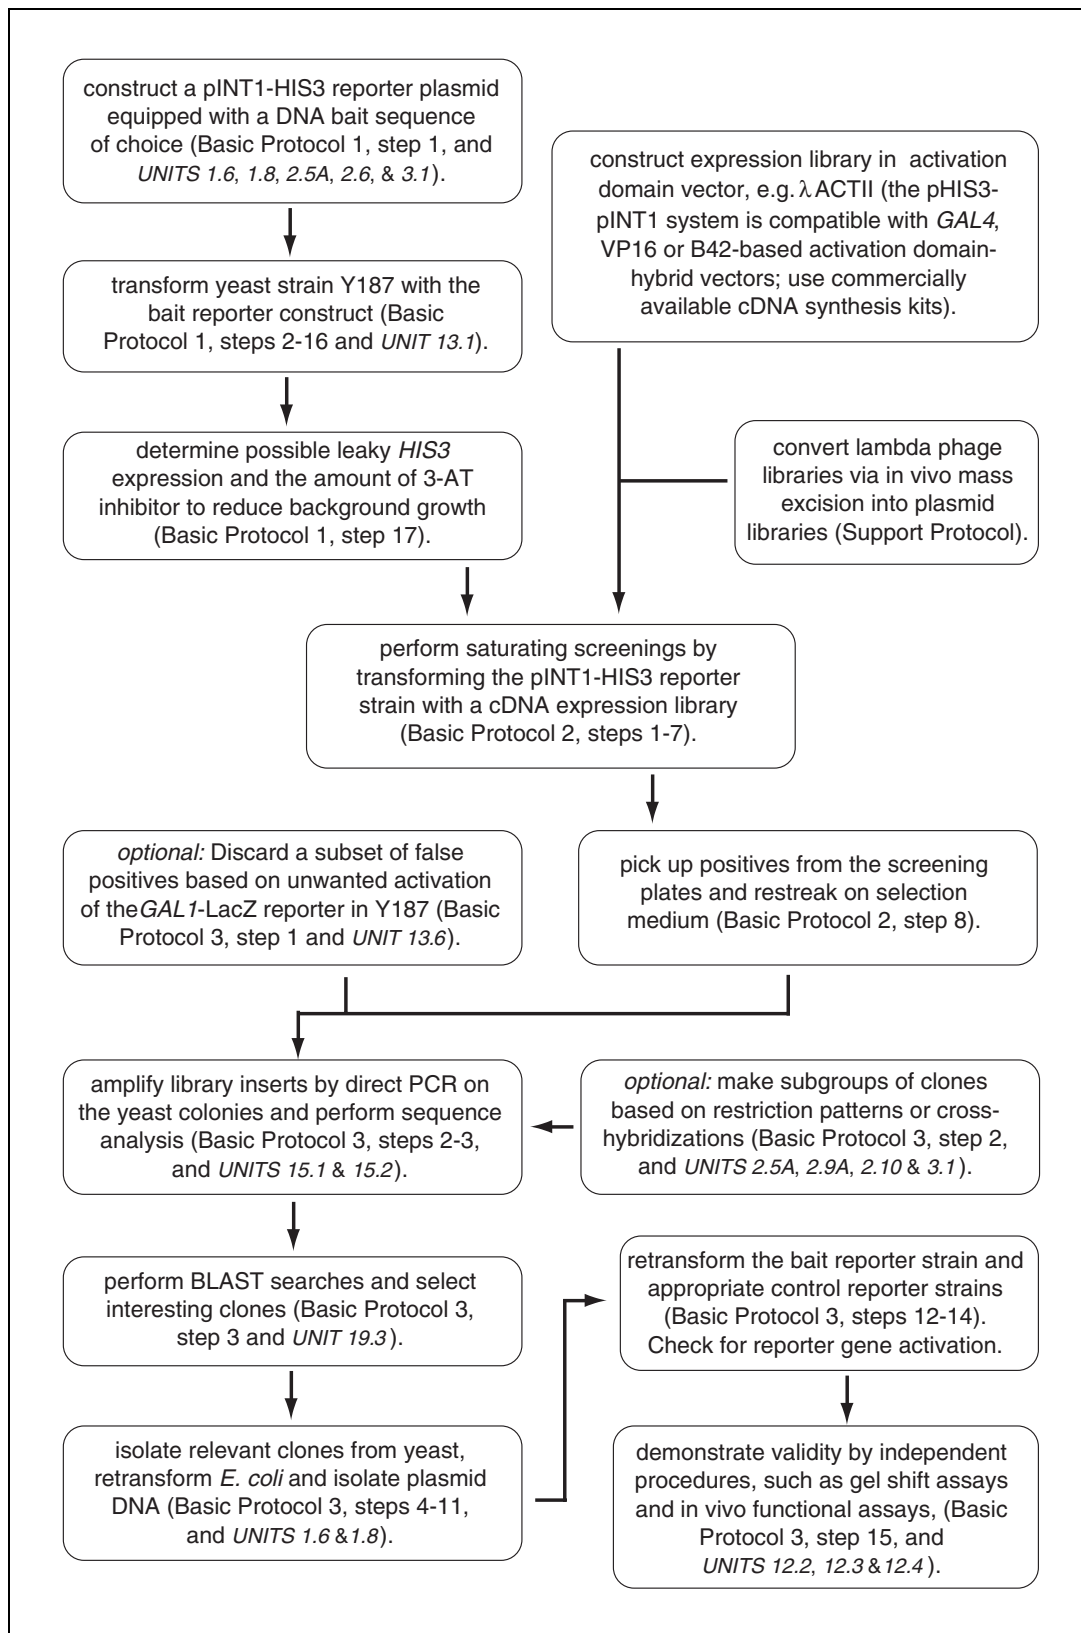 construct a pINT1-HIS3 reporter plasmid
equipped with a DNA bait sequence
of choice (Basic Protocol 1, step 1, and
UNITS 1.6, 1.8, 2.5A, 2.6, & 3.1).
construct expression library in activation
domain vector, e.g. λ ACTII (the pHIS3-
pINT1 system is compatible with GAL4,
VP16 or B42-based activation domain-
hybrid vectors; use commercially
available cDNA synthesis kits).
transform yeast strain Y187 with the
bait reporter construct (Basic
Protocol 1, steps 2-16 and UNIT 13.1).
determine possible leaky HIS3
expression and the amount of 3-AT
inhibitor to reduce background growth
(Basic Protocol 1, step 17).
convert lambda phage
libraries via in vivo mass
excision into plasmid
libraries (Support Protocol).
perform saturating screenings by
transforming the pINT1-HIS3 reporter
strain with a cDNA expression library
(Basic Protocol 2, steps 1-7).
optional: Discard a subset of false
positives based on unwanted activation
of theGAL1-LacZ reporter in Y187 (Basic
Protocol 3, step 1 and UNIT 13.6).
pick up positives from the screening
plates and restreak on selection
medium (Basic Protocol 2, step 8).
amplify library inserts by direct PCR on
the yeast colonies and perform sequence
analysis (Basic Protocol 3, steps 2-3,
and UNITS 15.1 & 15.2).
optional: make subgroups of clones
based on restriction patterns or cross-
hybridizations (Basic Protocol 3, step 2,
and UNITS 2.5A, 2.9A, 2.10 & 3.1).
perform BLAST searches and select
interesting clones (Basic Protocol 3,
step 3 and UNIT 19.3).
retransform the bait reporter strain and
appropriate control reporter strains
(Basic Protocol 3, steps 12-14).
Check for reporter gene activation.
isolate relevant clones from yeast,
retransform E. coli and isolate plasmid
DNA (Basic Protocol 3, steps 4-11,
and UNITS 1.6 &1.8).
demonstrate validity by independent
procedures, such as gel shift assays
and in vivo functional assays, (Basic
Protocol 3, step 15, and
UNITS 12.2, 12.3 &12.4).